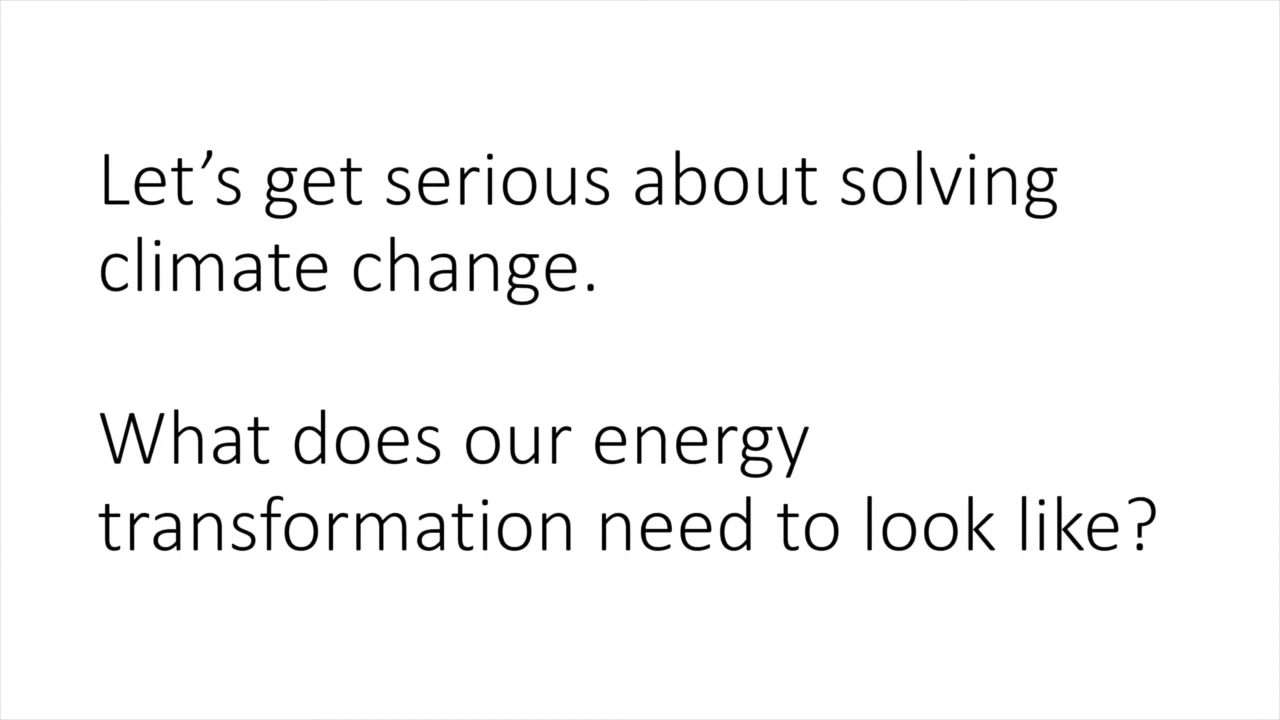 Let’s get serious about solving
climate change.
What does our energy
transformation need to look like?